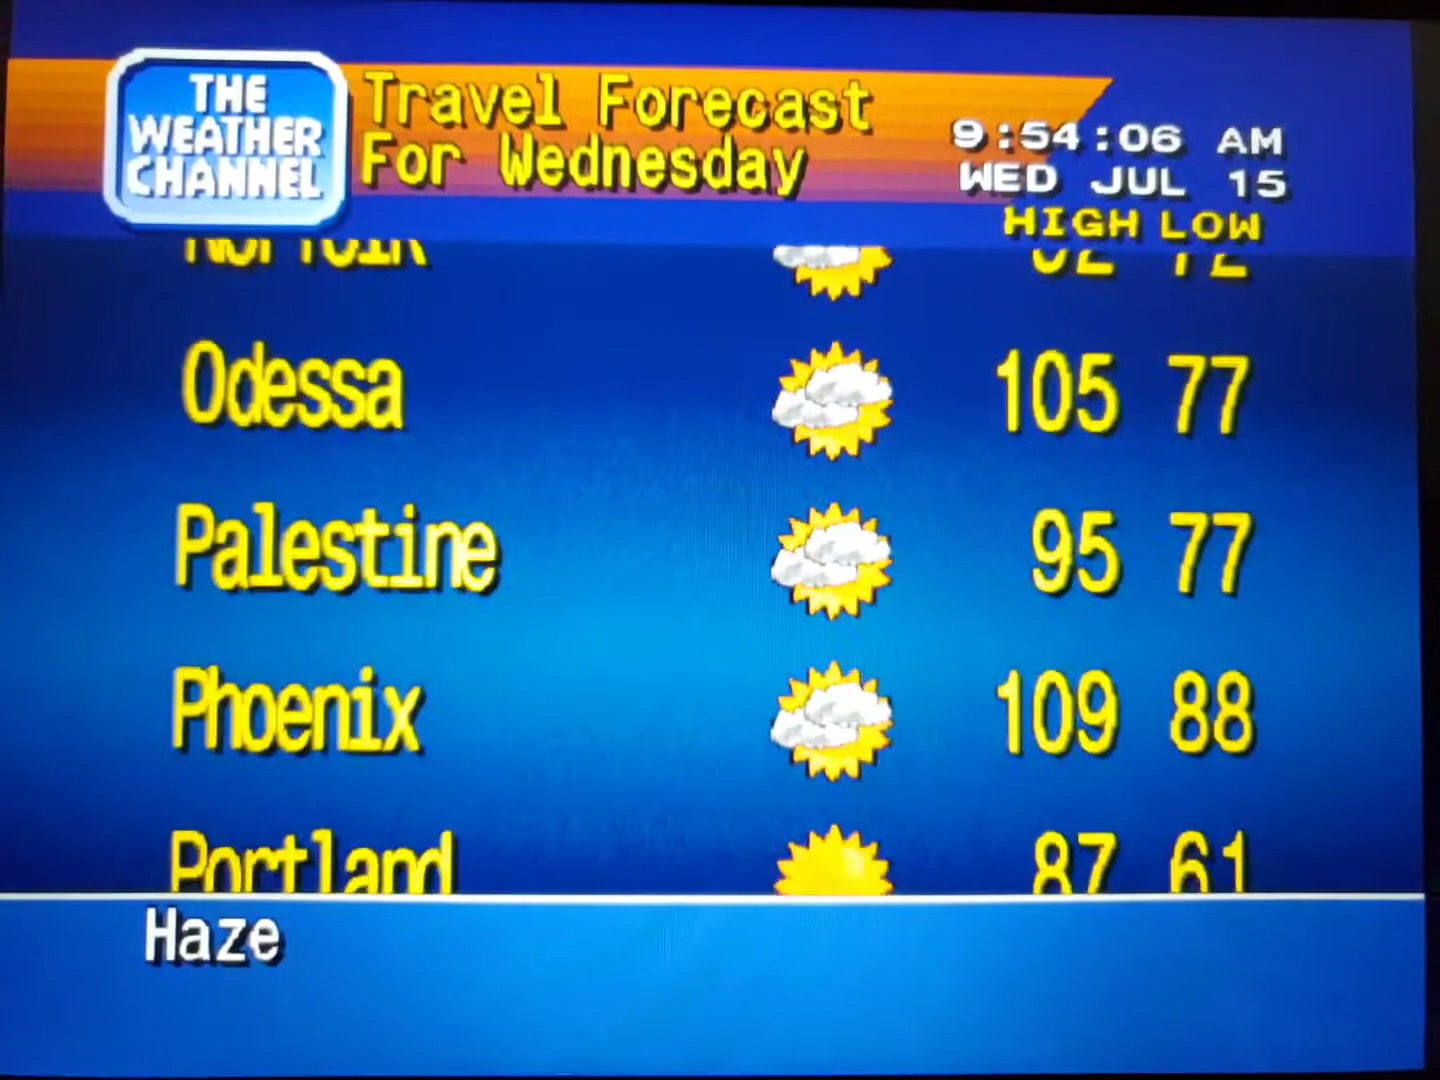 THE
WEATHER
CHANNEL
Travel Forecast
For Wednesday
9:54:06 AM
WED JUL 15
HIGH LOW
Norfolk
Odessa 105 77
Palestine 95 77
Phoenix 109 88
Portland 87 61
Haze